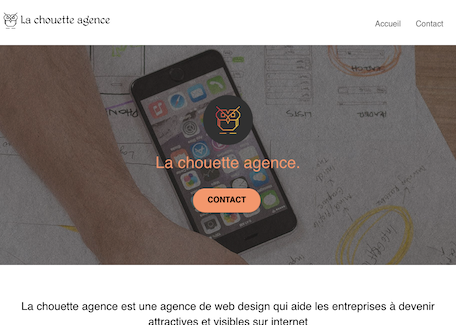 La chouette agence
Accueil Contact
La chouette agence.
CONTACT
La chouette agence est une agence de web design qui aide les entreprises à devenir
attractives et visibles sur internet